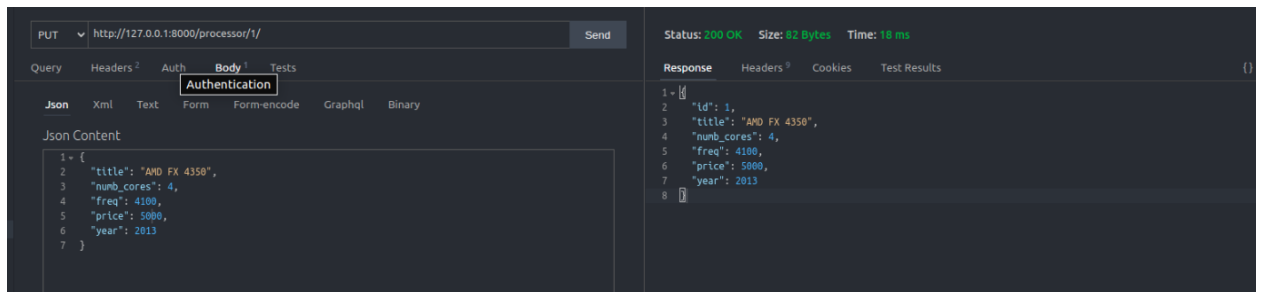 PUT http://127.0.0.1:8000/processor/1/ Send
Query Headers 2 Auth Body 1 Tests
Authentication
Json Xml Text Form Form-encode Graphql Binary
Json Content
1 {
2 "title": "AMD FX 4350",
3 "numb_cores": 4,
4 "freq": 4100,
5 "price": 5000,
6 "year": 2013
7 }
Status: 200 OK Size: 82 Bytes Time: 18 ms
Response Headers 9 Cookies Test Results {}
1 {
2 "id": 1,
3 "title": "AMD FX 4350",
4 "numb_cores": 4,
5 "freq": 4100,
6 "price": 5000,
7 "year": 2013
8 }